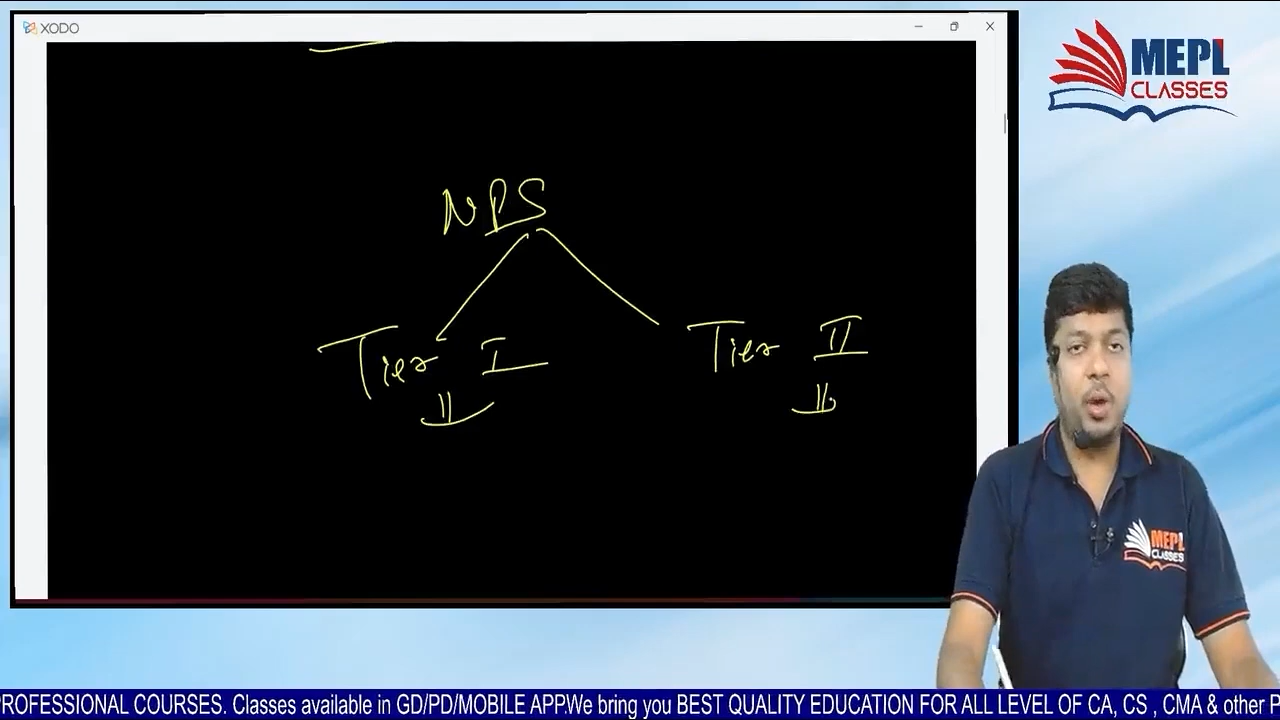 XODO
MEPL
CLASSES
NPS
Tier I
Tier II
MEPL
CLASSES
PROFESSIONAL COURSES. Classes available in GD/PD/MOBILE APP.We bring you BEST QUALITY EDUCATION FOR ALL LEVEL OF CA, CS , CMA & other P